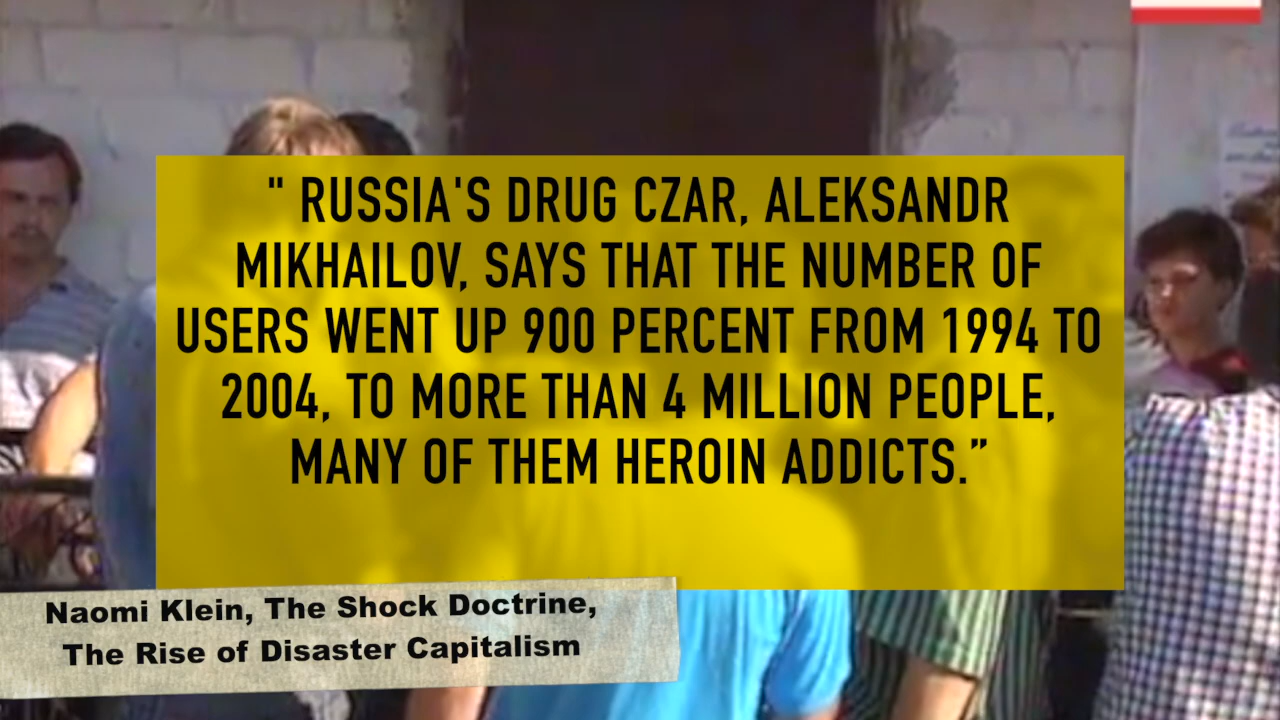 " RUSSIA'S DRUG CZAR, ALEKSANDR
MIKHAILOV, SAYS THAT THE NUMBER OF
USERS WENT UP 900 PERCENT FROM 1994 TO
2004, TO MORE THAN 4 MILLION PEOPLE,
MANY OF THEM HEROIN ADDICTS.”
Naomi Klein, The Shock Doctrine,
The Rise of Disaster Capitalism